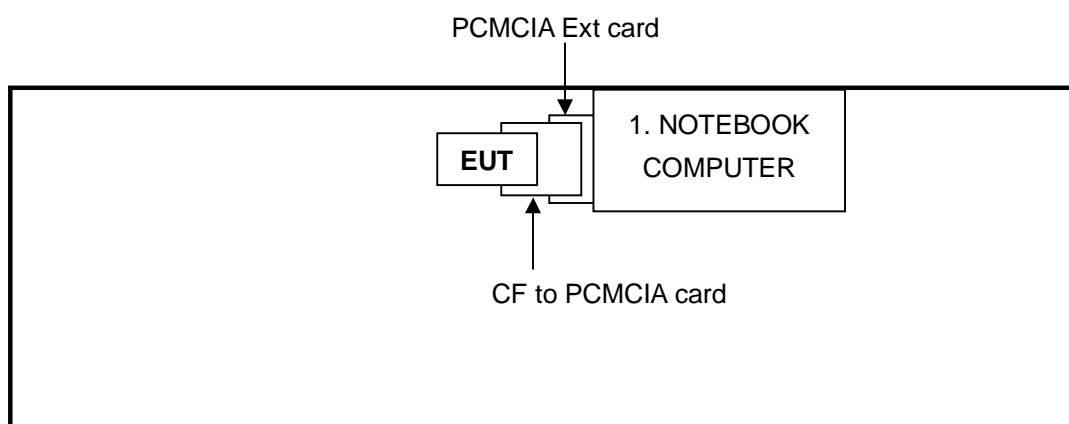 PCMCIA Ext card
1. NOTEBOOK
COMPUTER
EUT
CF to PCMCIA card